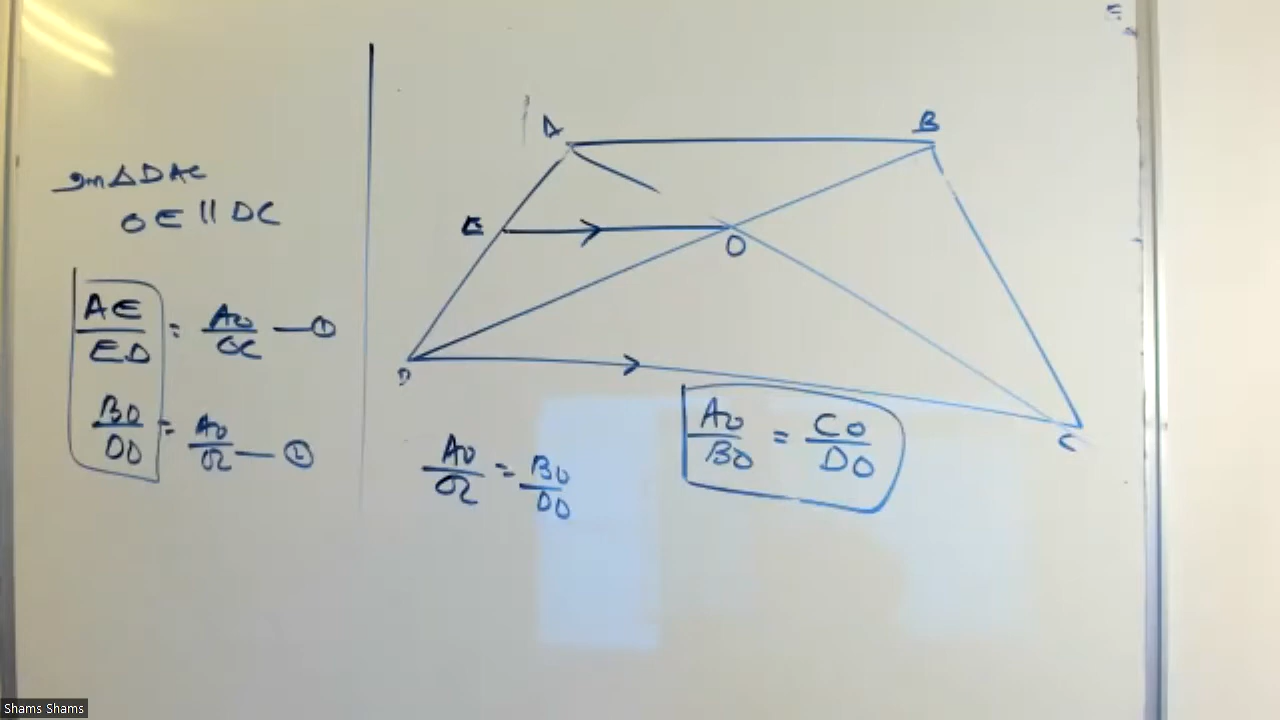 In △DAC
OE || DC
AE/ED = AO/OC — ①
BO/OD = AO/OC — ②
A
B
E
O
D
C
AO/OC = BO/OD
AO/BO = CO/DO
Shams Shams